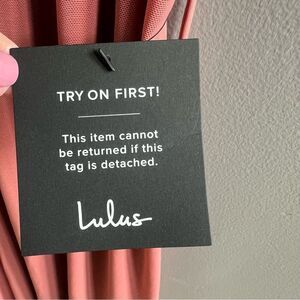 TRY ON FIRST!
This item cannot
be returned if this
tag is detached.
Lulus